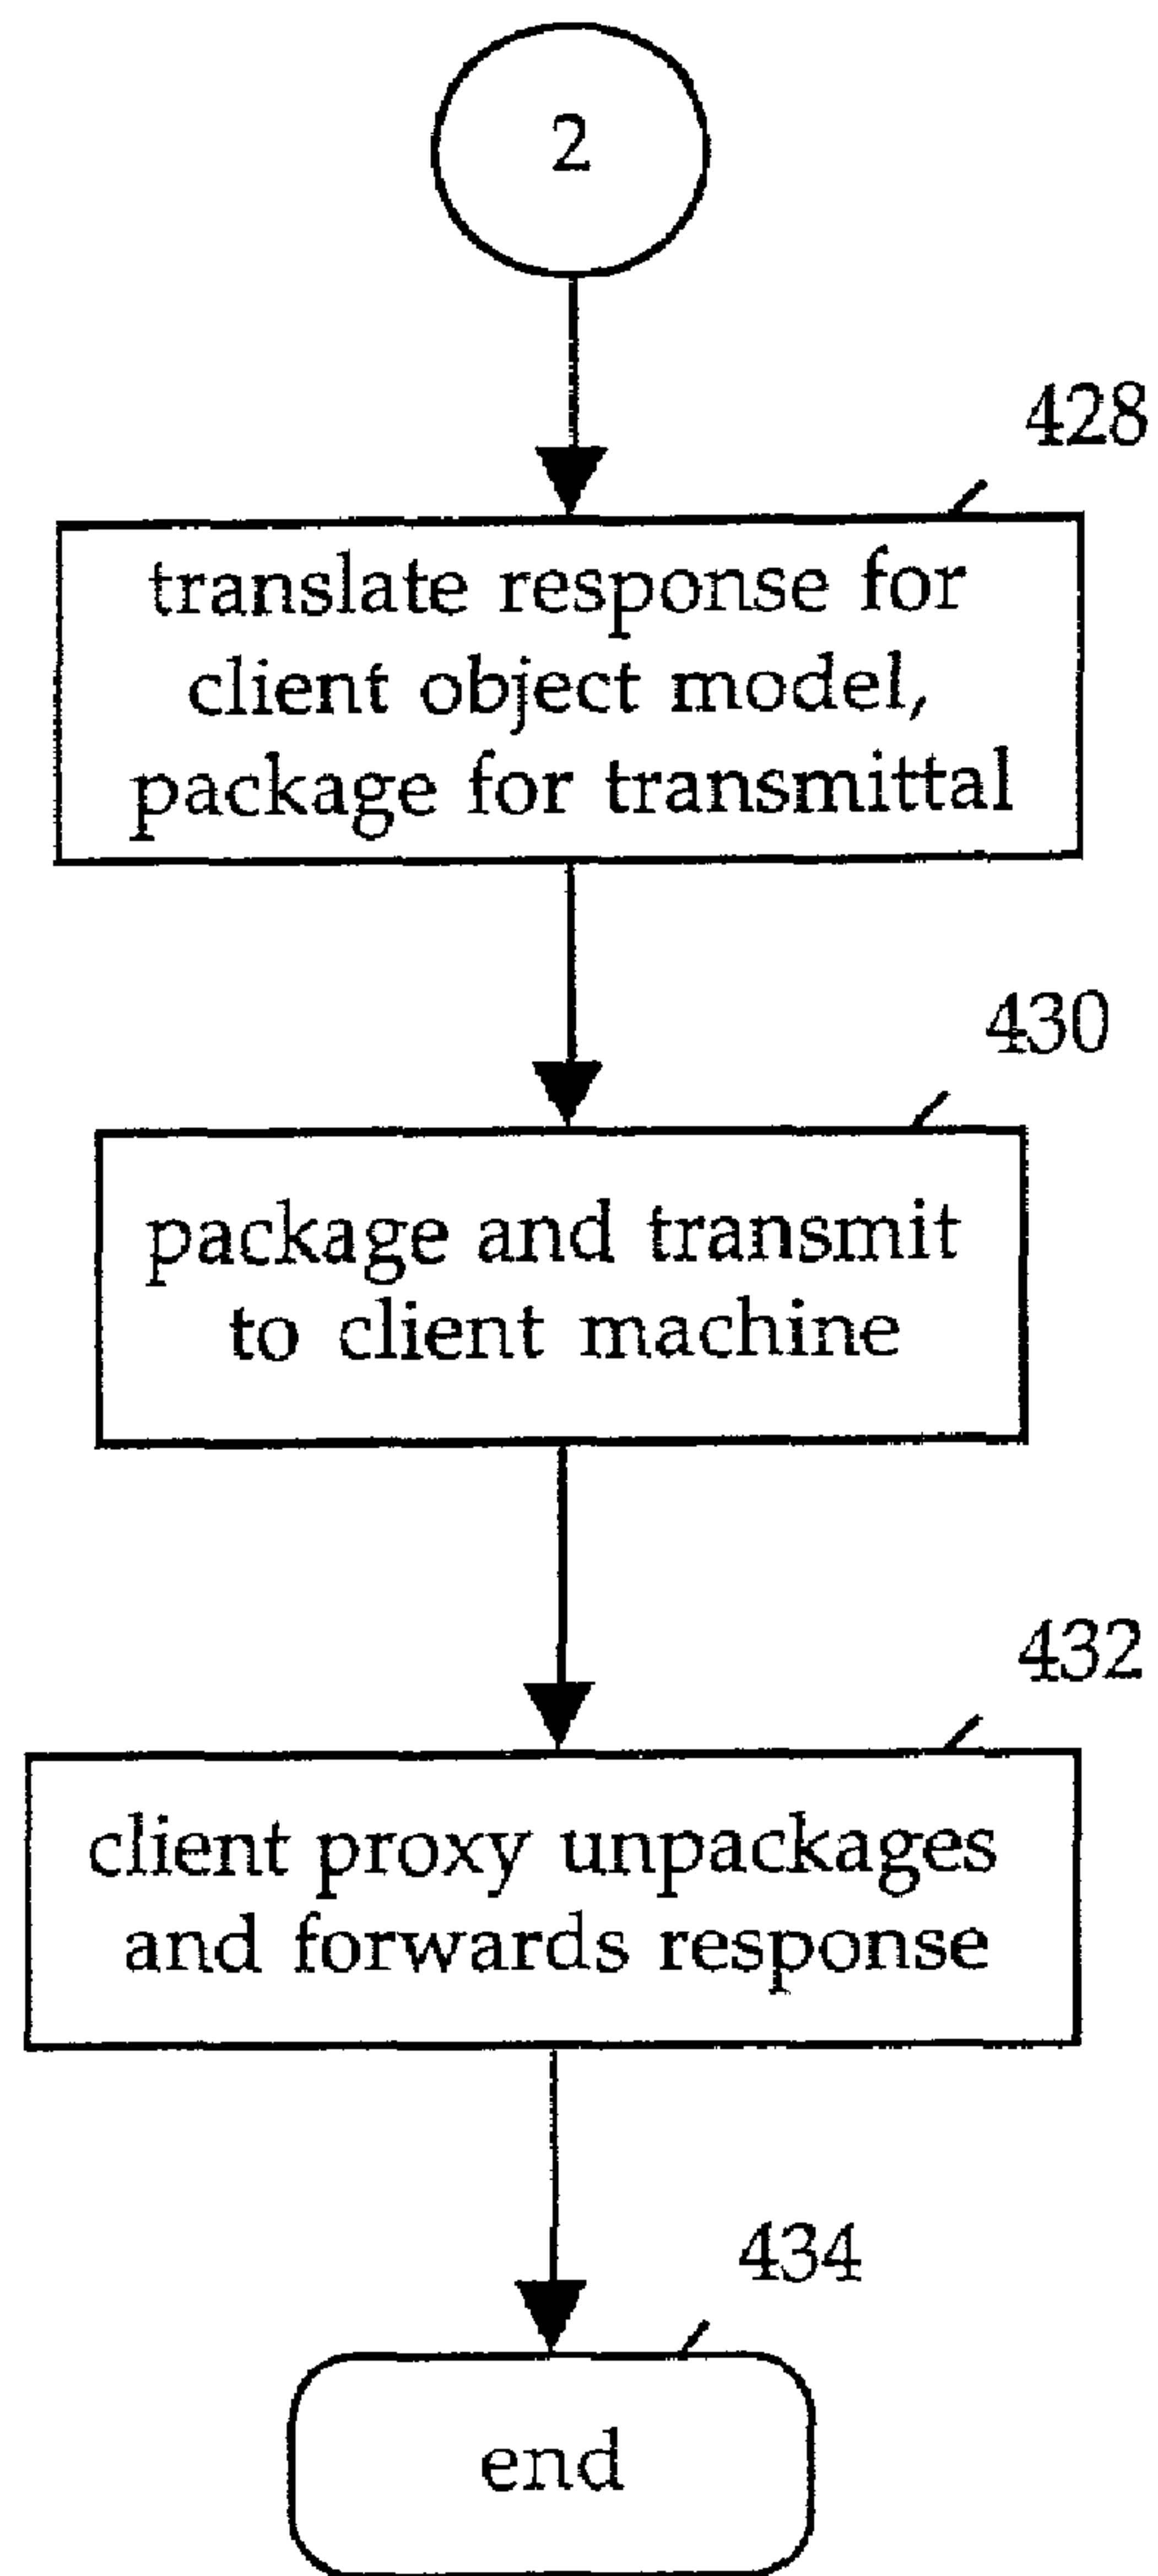 2
428
translate response for
client object model,
package for transmittal
430
package and transmit
to client machine
432
client proxy unpackages
and forwards response
434
end